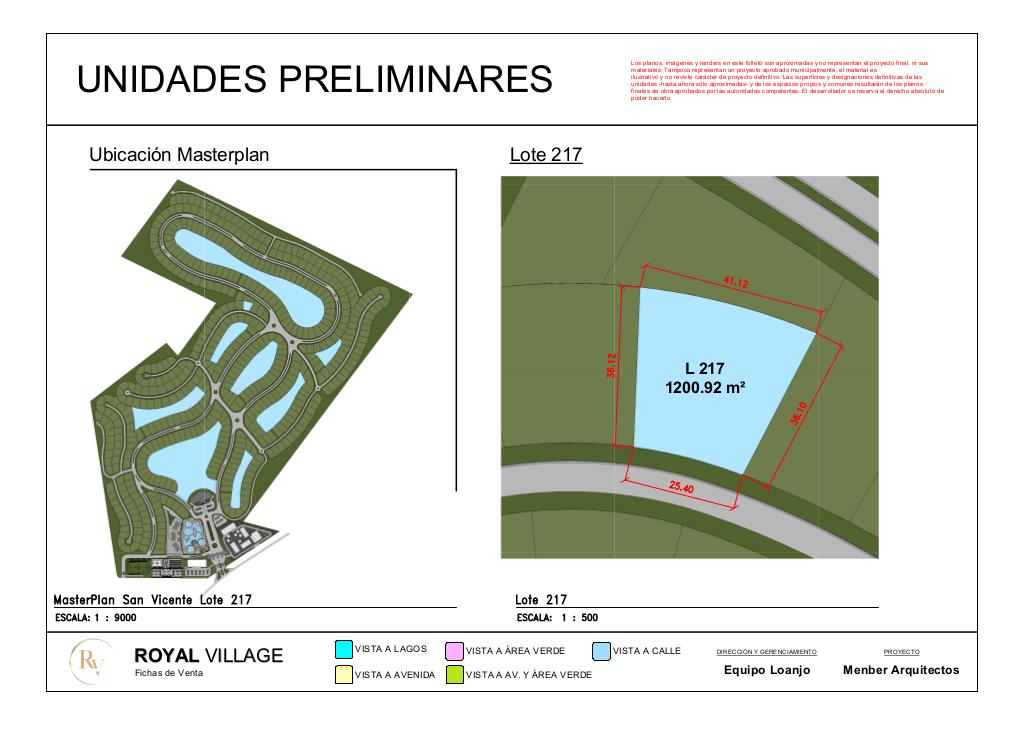 UNIDADES PRELIMINARES
Los planos, imágenes y renders en este folleto son aproximadas y no representan el proyecto final, ni sus
materiales. Tampoco representan un proyecto aprobado municipalmente, el material es
ilustrativo y no reviste carácter de proyecto definitivo. Las superficies y designaciones definitivas de las
unidades -hasta ahora sólo aproximadas- y de los espacios propios y comunes resultarán de los planos
finales de obra aprobados por las autoridades competentes. El desarrollador se reserva el derecho absoluto de
poder hacerlo.
Ubicación Masterplan
Lote 217
41.12
36.12
L 217
1200.92 m²
36.10
25.40
MasterPlan San Vicente Lote 217
ESCALA: 1 : 9000
Lote 217
ESCALA: 1 : 500
RV
ROYAL VILLAGE
Fichas de Venta
VISTA A LAGOS
VISTA A ÁREA VERDE
VISTA A CALLE
VISTA A AVENIDA
VISTA A AV. Y ÁREA VERDE
DIRECCIÓN Y GERENCIAMIENTO
Equipo Loanjo
PROYECTO
Menber Arquitectos